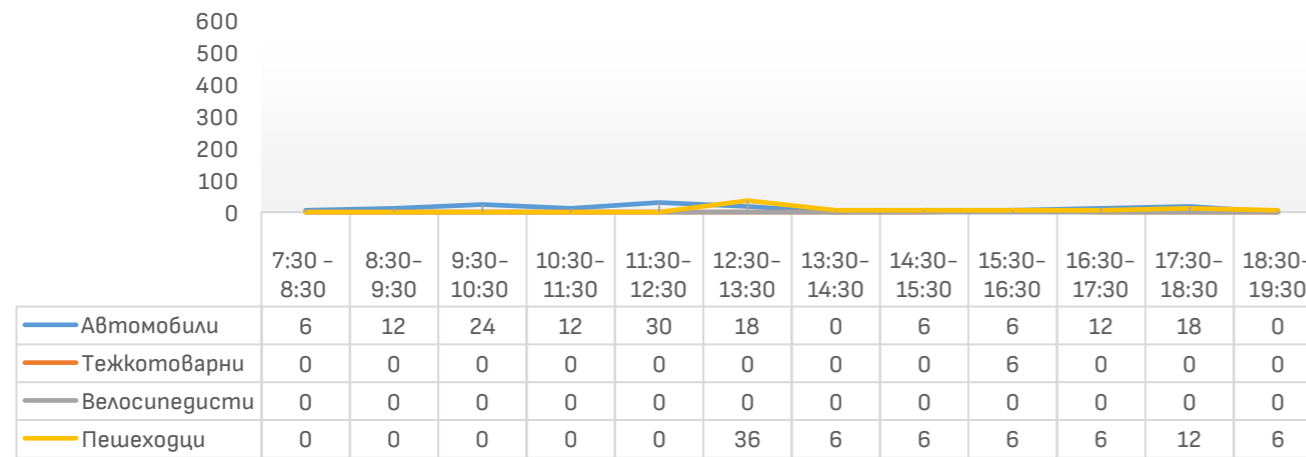 600
500
400
300
200
100
0
7:30 - 8:30- 9:30- 10:30- 11:30- 12:30- 13:30- 14:30- 15:30- 16:30- 17:30- 18:30-
8:30 9:30 10:30 11:30 12:30 13:30 14:30 15:30 16:30 17:30 18:30 19:30
Автомобили 6 12 24 12 30 18 0 6 6 12 18 0
Тежкотоварни 0 0 0 0 0 0 0 0 6 0 0 0
Велосипедисти 0 0 0 0 0 0 0 0 0 0 0 0
Пешеходци 0 0 0 0 0 36 6 6 6 6 12 6